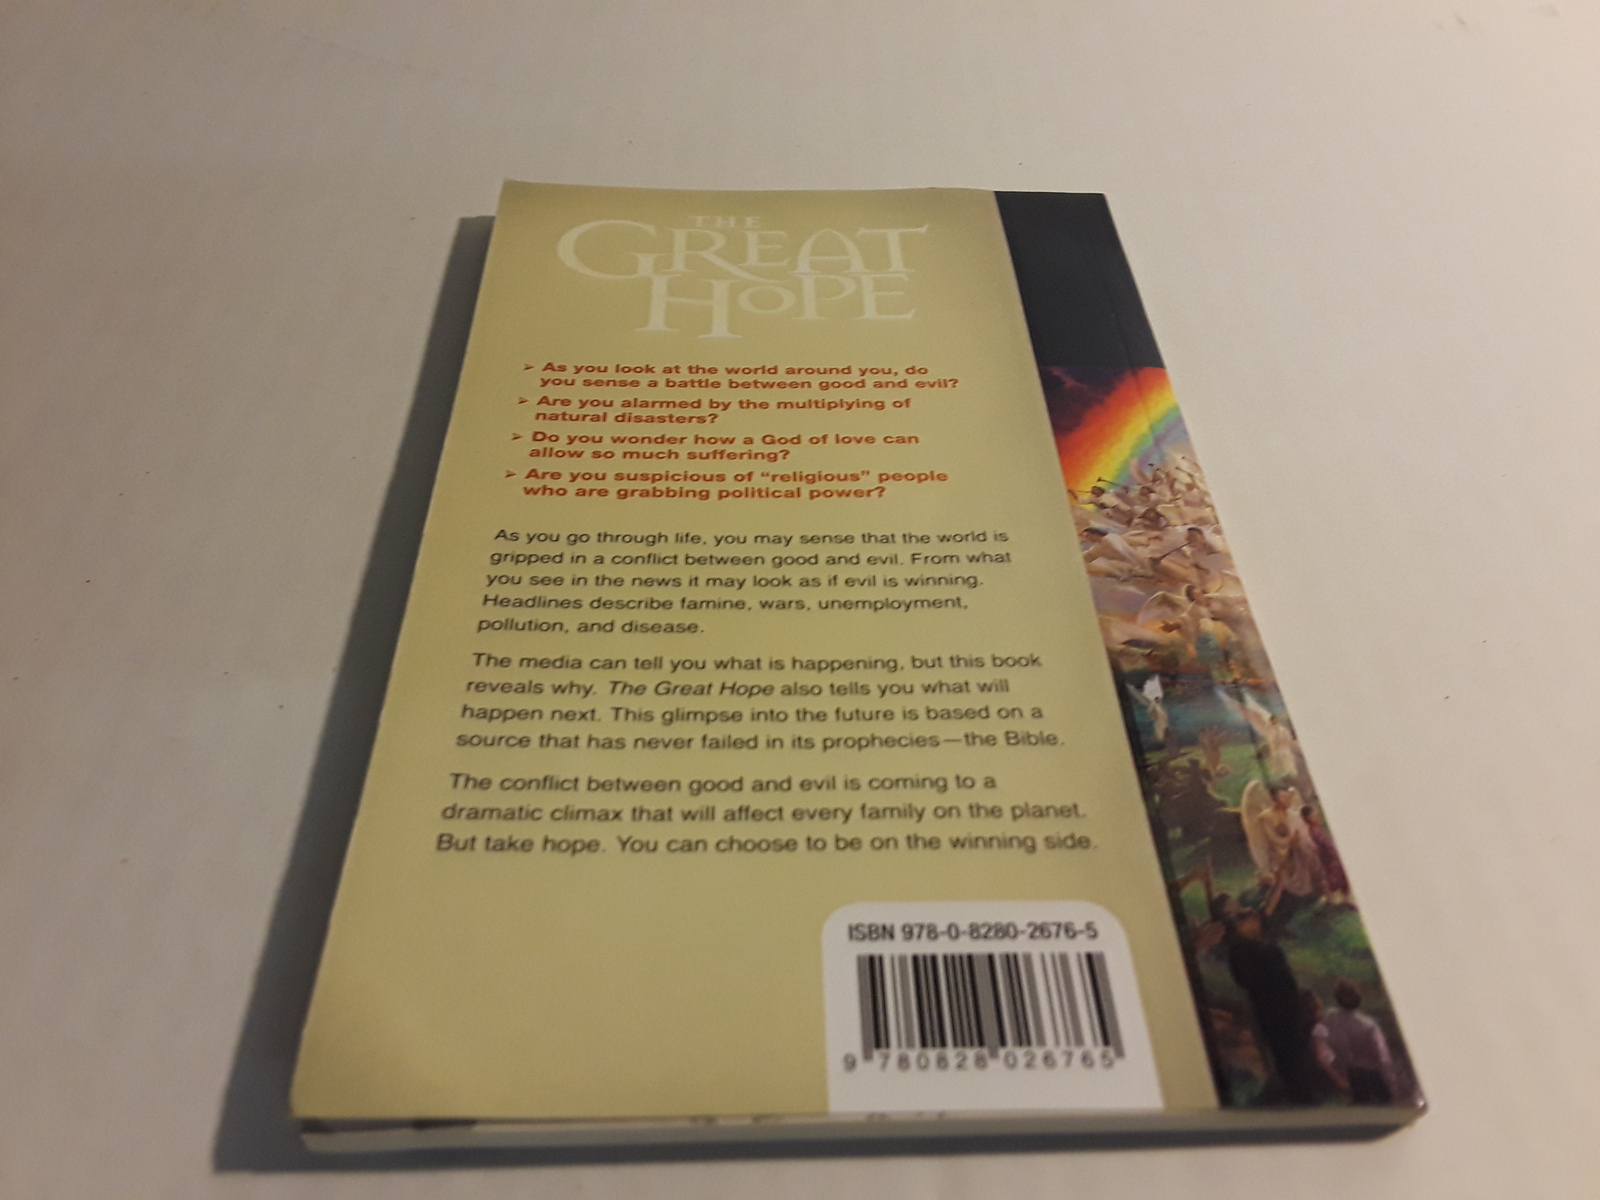 THE
GREAT
HOPE
➢ As you look at the world around you, do
you sense a battle between good and evil?
➢ Are you alarmed by the multiplying of
natural disasters?
➢ Do you wonder how a God of love can
allow so much suffering?
➢ Are you suspicious of “religious” people
who are grabbing political power?
As you go through life, you may sense that the world is
gripped in a conflict between good and evil. From what
you see in the news it may look as if evil is winning.
Headlines describe famine, wars, unemployment,
pollution, and disease.
The media can tell you what is happening, but this book
reveals why. The Great Hope also tells you what will
happen next. This glimpse into the future is based on a
source that has never failed in its prophecies—the Bible.
The conflict between good and evil is coming to a
dramatic climax that will affect every family on the planet.
But take hope. You can choose to be on the winning side.
ISBN 978-0-8280-2676-5
9 780828 026765